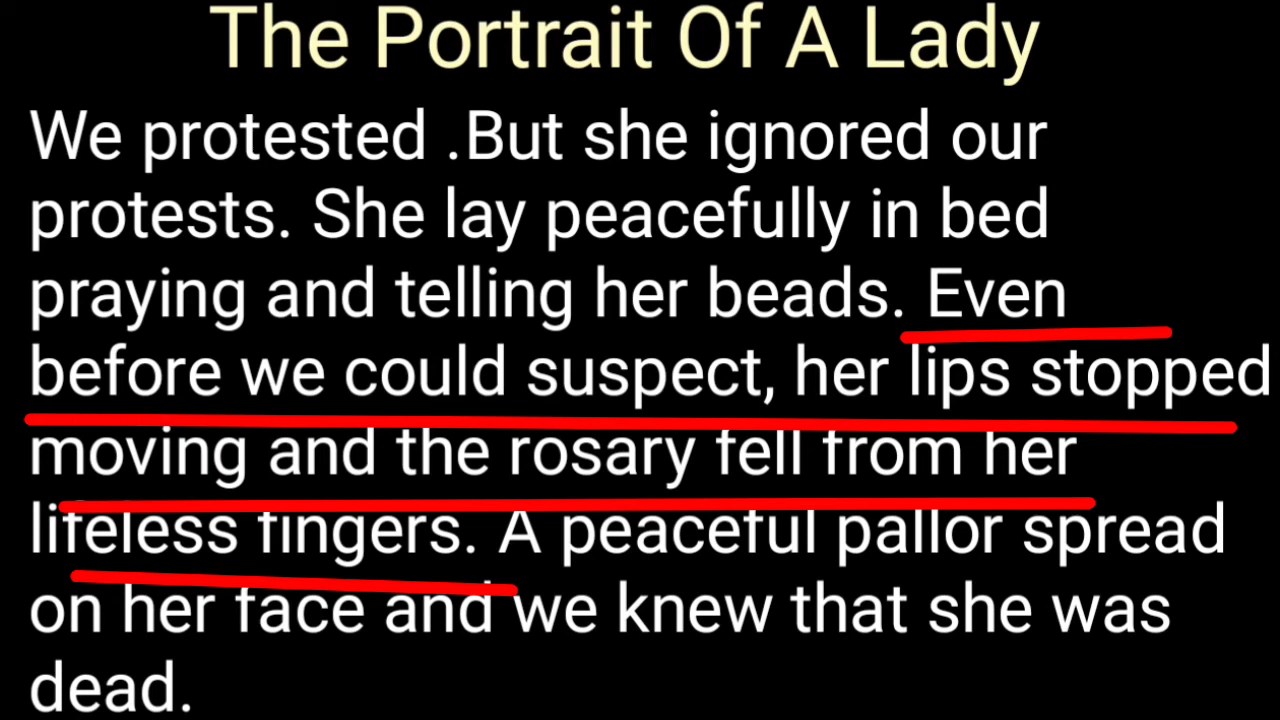 The Portrait Of A Lady
We protested .But she ignored our
protests. She lay peacefully in bed
praying and telling her beads. Even
before we could suspect, her lips stopped
moving and the rosary fell from her
lifeless fingers. A peaceful pallor spread
on her face and we knew that she was
dead.